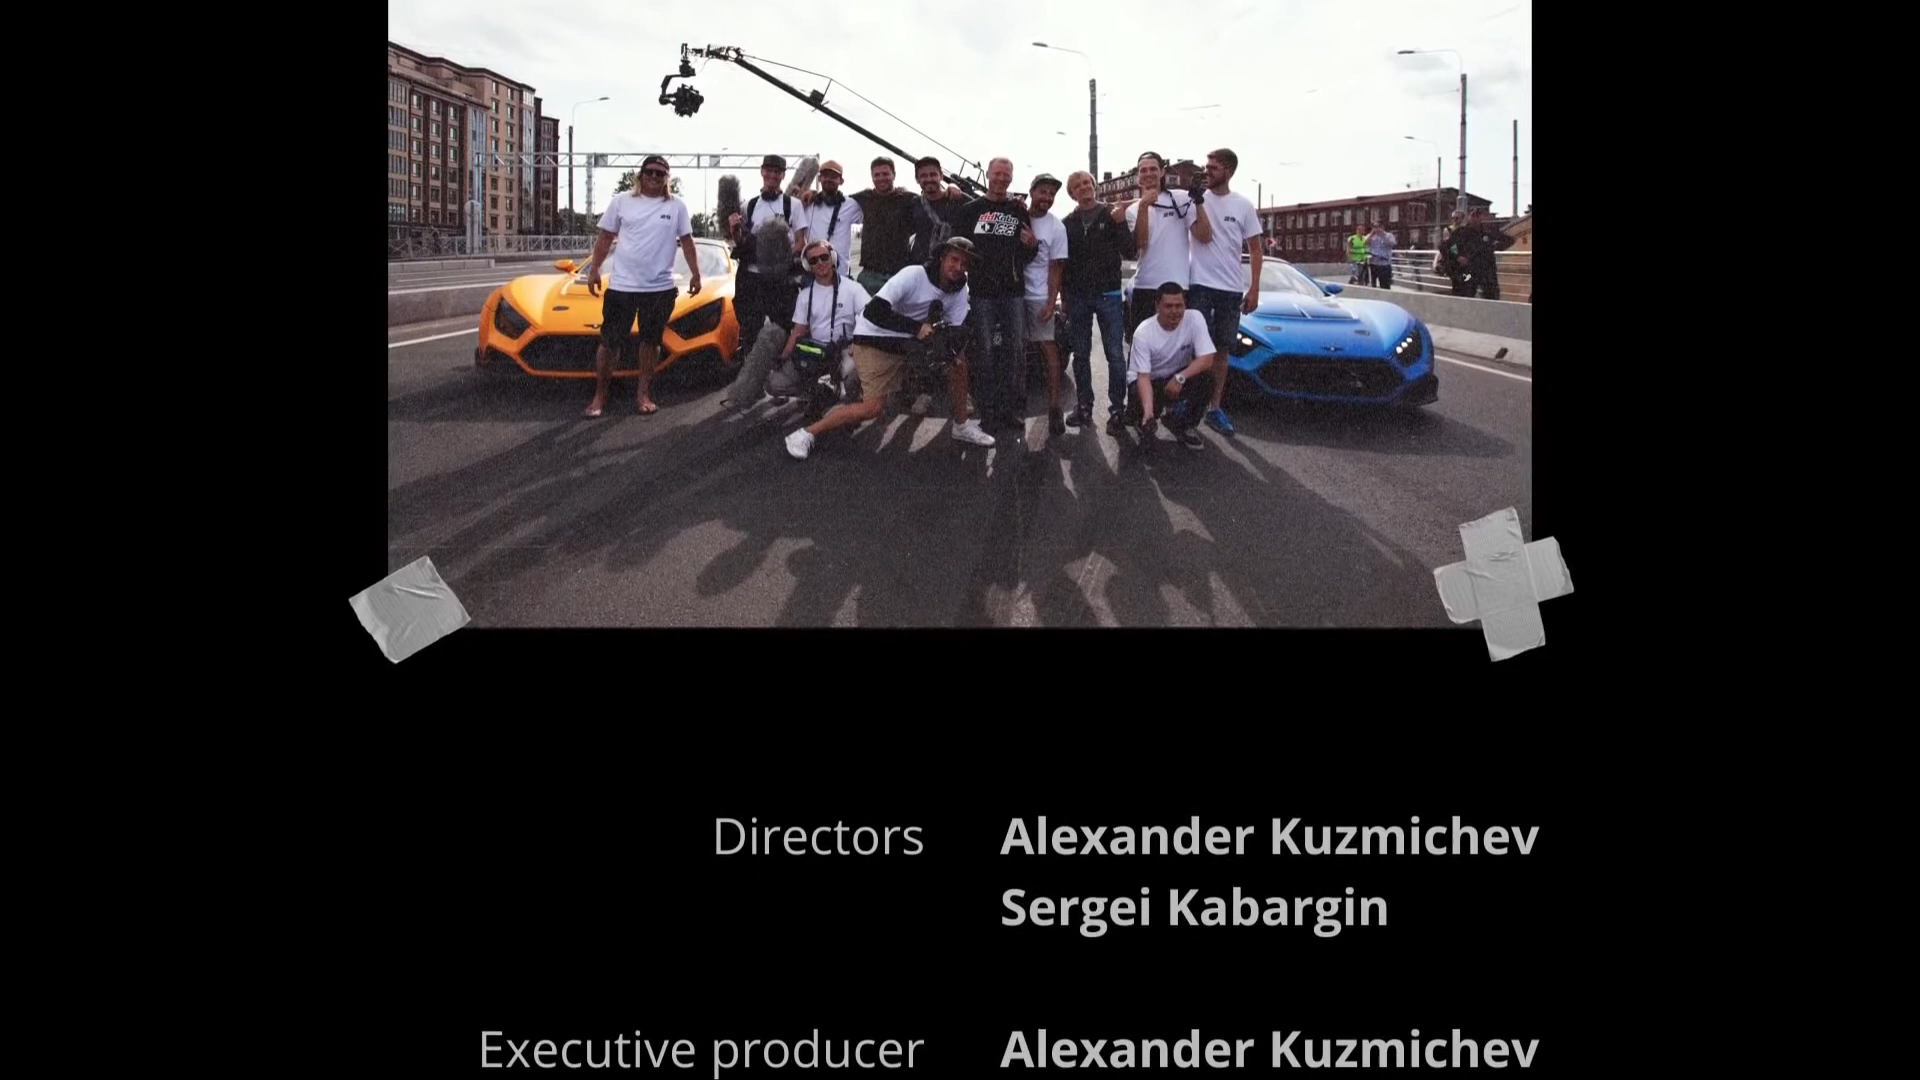 Directors Alexander Kuzmichev
Sergei Kabargin
Executive producer Alexander Kuzmichev